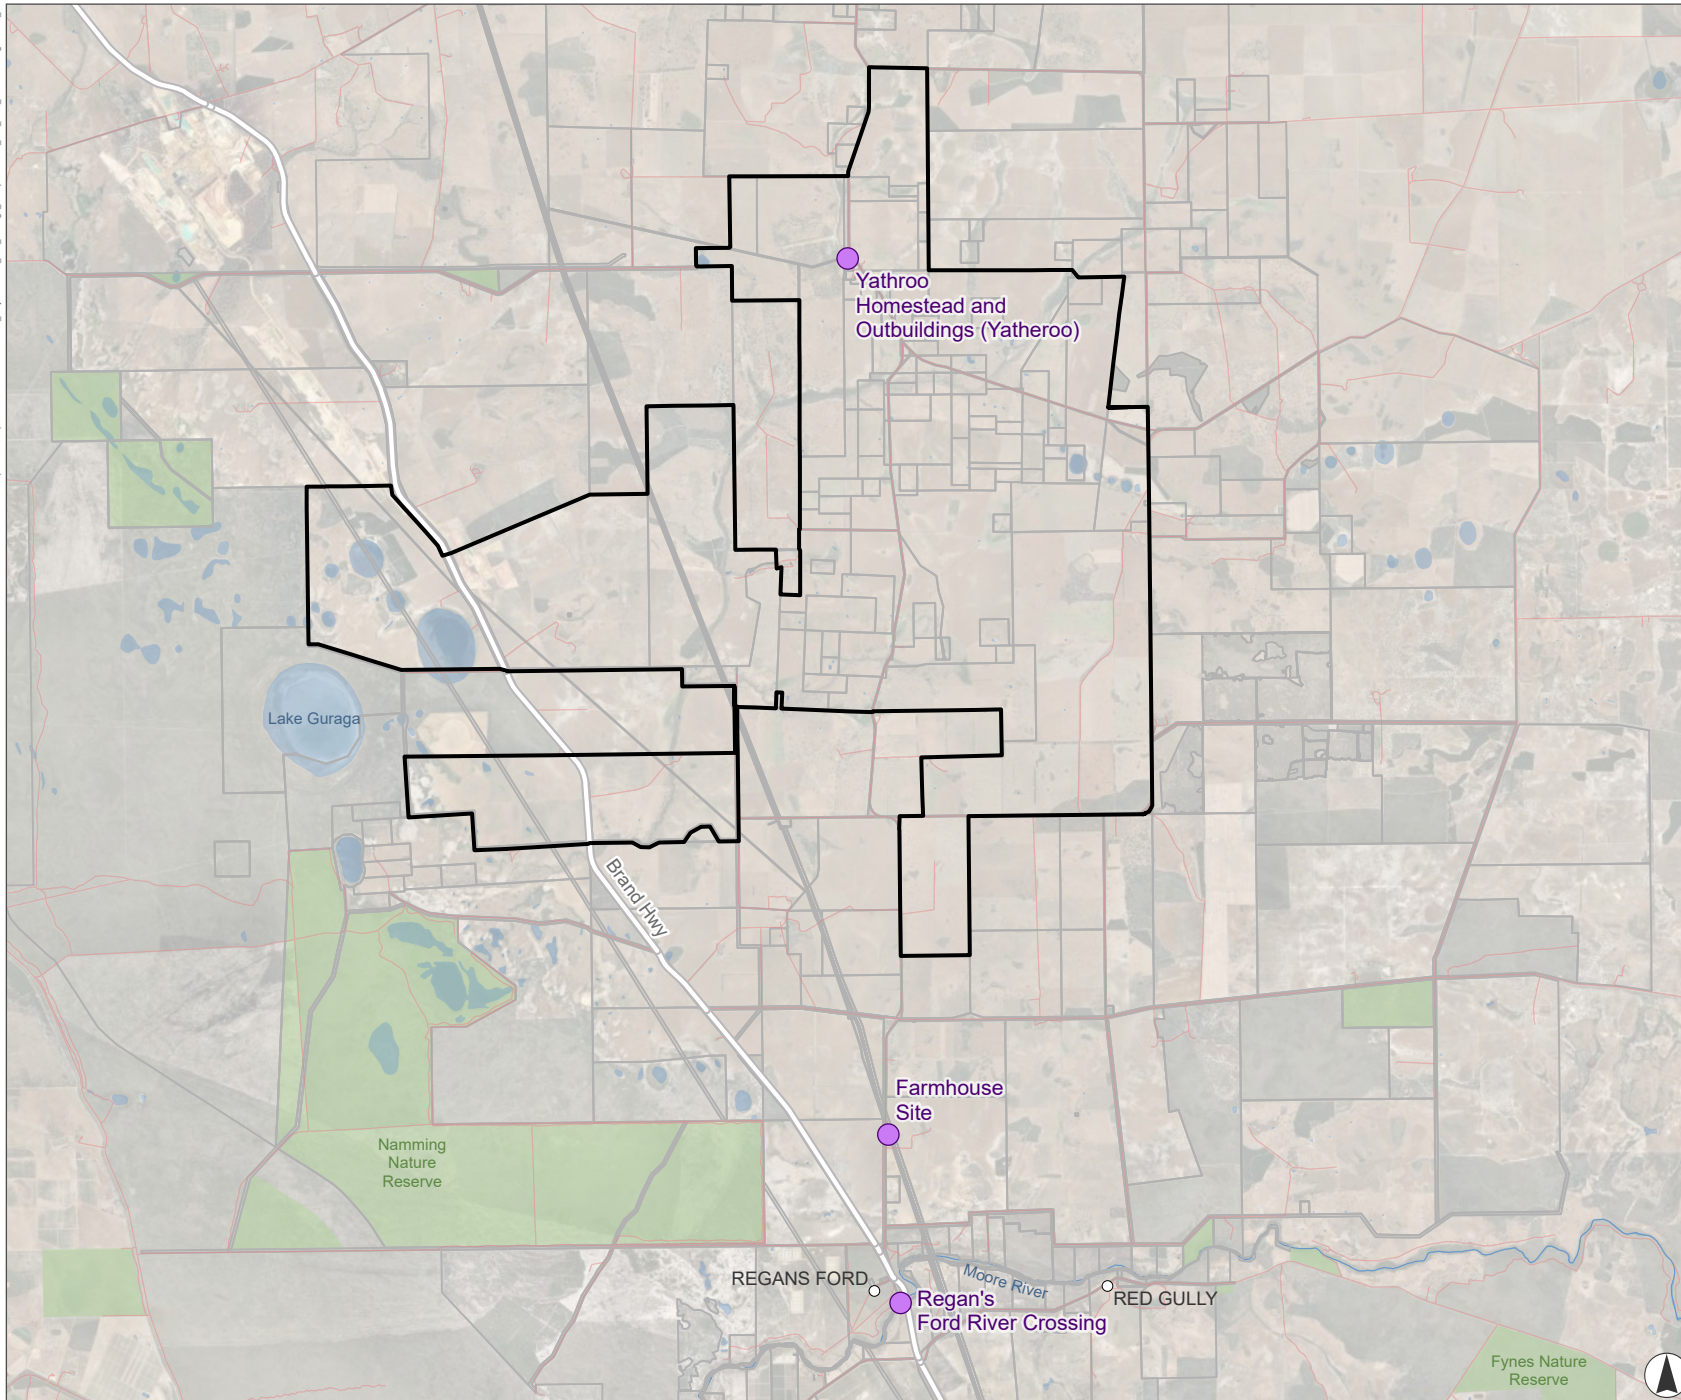 Yathroo
Homestead and
Outbuildings (Yatheroo)
Lake Guraga
Brand Hwy
Farmhouse
Site
Namming
Nature
Reserve
REGANS FORD
Moore River
RED GULLY
Regan's
Ford River Crossing
Fynes Nature
Reserve